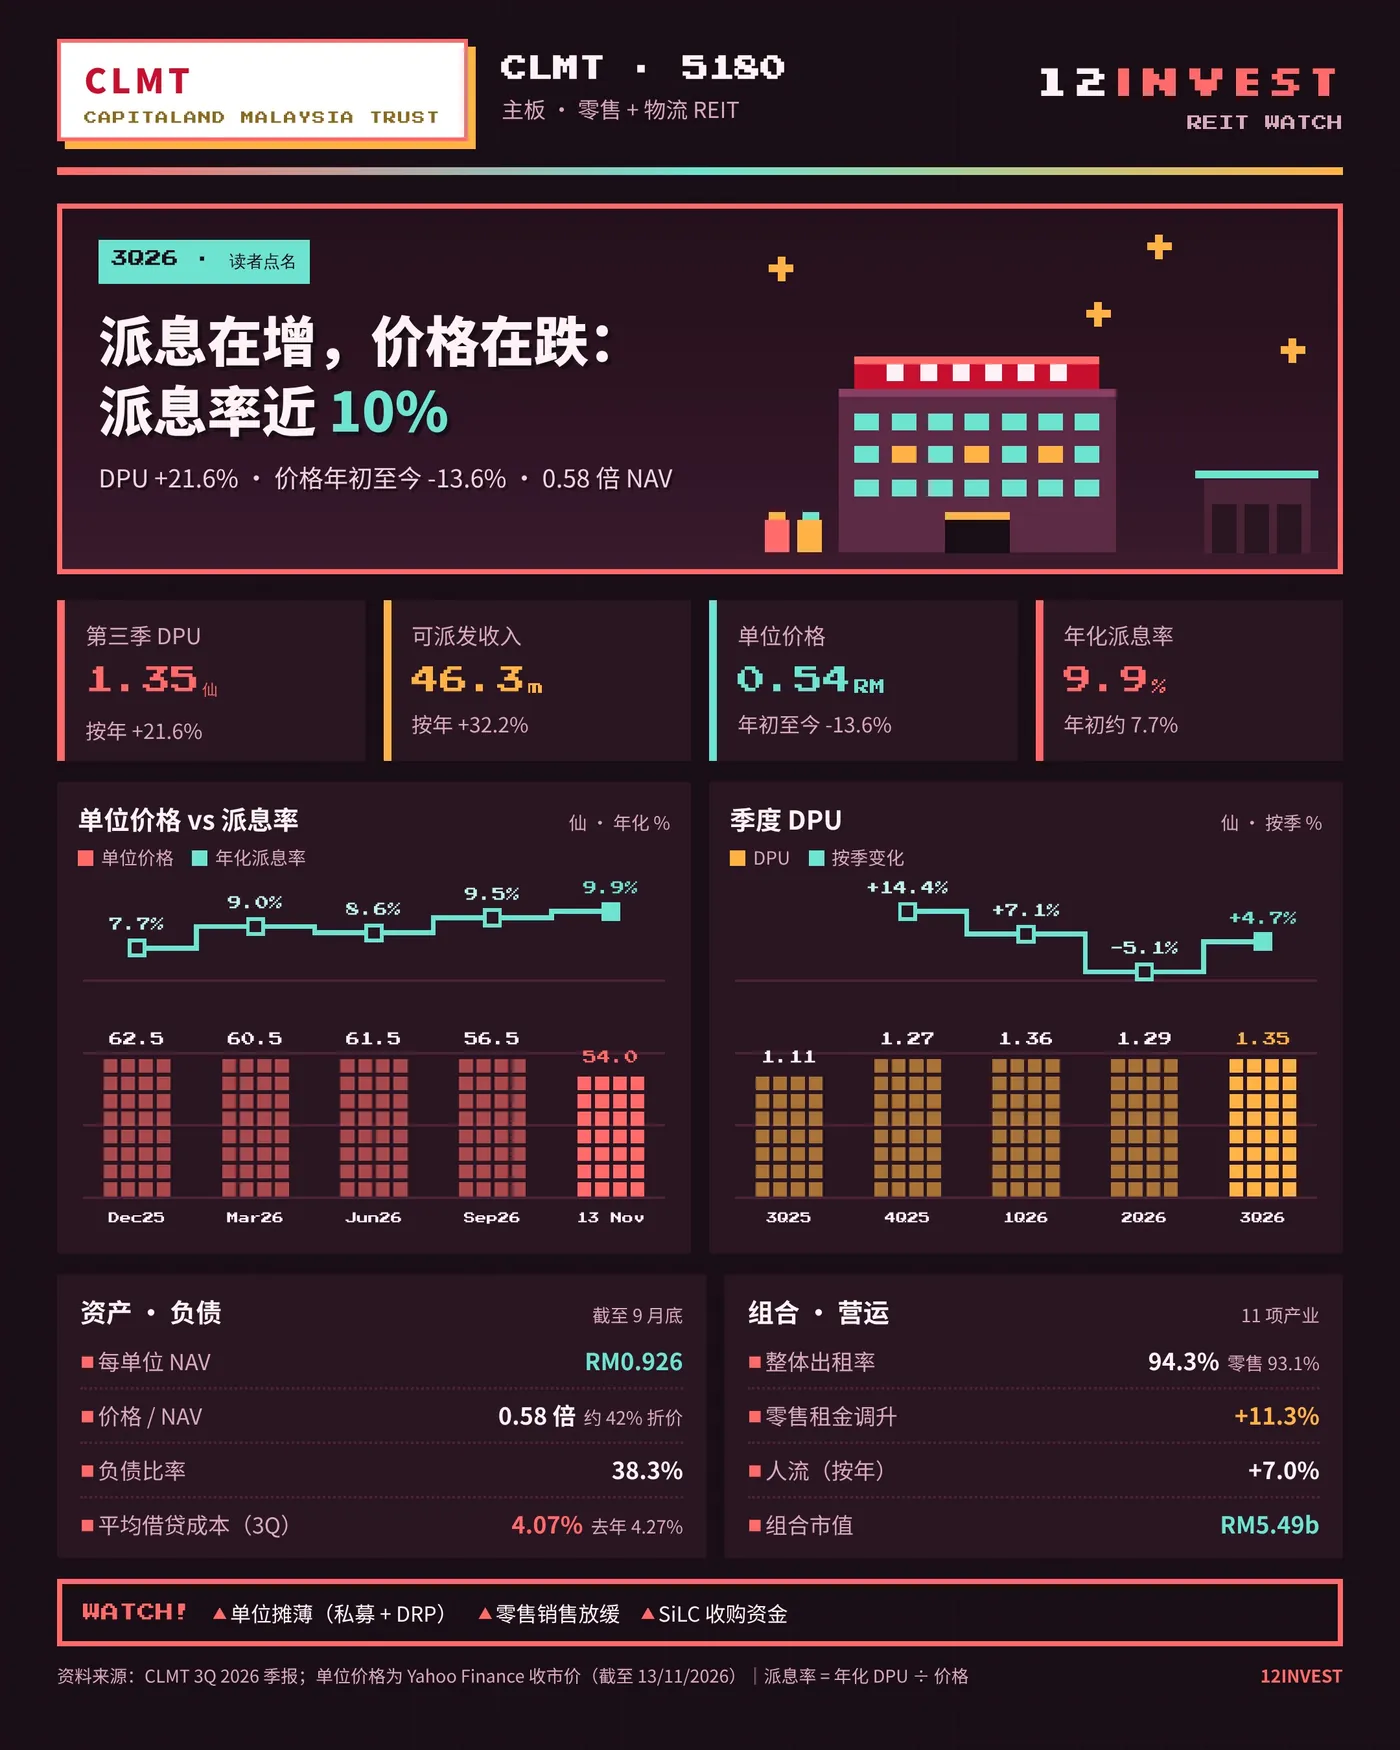 CLMT
CAPITALAND MALAYSIA TRUST
CLMT · 5180
主板 · 零售 + 物流 REIT
12INVEST
REIT WATCH
3Q26 · 读者点名
派息在增，价格在跌：
派息率近 10%
DPU +21.6% · 价格年初至今 -13.6% · 0.58 倍 NAV
第三季 DPU
1.35仙
按年 +21.6%
可派发收入
46.3m
按年 +32.2%
单位价格
0.54RM
年初至今 -13.6%
年化派息率
9.9%
年初约 7.7%
单位价格 vs 派息率
仙 · 年化 %
单位价格 年化派息率
7.7% 9.0% 8.6% 9.5% 9.9%
62.5 60.5 61.5 56.5 54.0
Dec25 Mar26 Jun26 Sep26 13 Nov
季度 DPU
仙 · 按季 %
DPU 按季变化
+14.4% +7.1% -5.1% +4.7%
1.11 1.27 1.36 1.29 1.35
3Q25 4Q25 1Q26 2Q26 3Q26
资产 · 负债
截至 9 月底
每单位 NAV RM0.926
价格 / NAV 0.58 倍 约 42% 折价
负债比率 38.3%
平均借贷成本（3Q） 4.07% 去年 4.27%
组合 · 营运
11 项产业
整体出租率 94.3% 零售 93.1%
零售租金调升 +11.3%
人流（按年） +7.0%
组合市值 RM5.49b
WATCH! ▲单位摊薄（私募 + DRP） ▲零售销售放缓 ▲SiLC 收购资金
资料来源：CLMT 3Q 2026 季报；单位价格为 Yahoo Finance 收市价（截至 13/11/2026）｜派息率 = 年化 DPU ÷ 价格
12INVEST